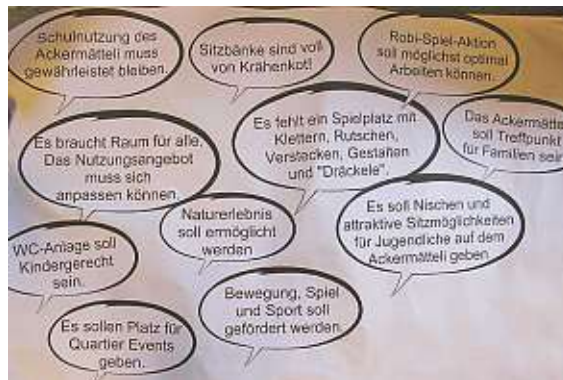 Schulnutzung des
Ackermätteli muss
gewährleistet bleiben.
Sitzbänke sind voll
von Krähenkot!
Robi-Spiel-Aktion
soll möglichst optimal
Arbeiten können.
Es braucht Raum für alle.
Das Nutzungsangebot
muss sich
anpassen können.
Es fehlt ein Spielplatz mit
Klettern, Rutschen,
Verstecken, Gestalten
und "Dräckele".
Das Ackermätte
soll Treffpunkt
für Familien sein
WC-Anlage soll
Kindergerecht
sein.
Naturerlebnis
soll ermöglicht
werden
Es soll Nischen und
attraktive Sitzmöglichkeiten
für Jugendliche auf dem
Ackermätteli geben
Es sollen Platz für
Quartier Events
geben.
Bewegung, Spiel
und Sport soll
gefördert werden.